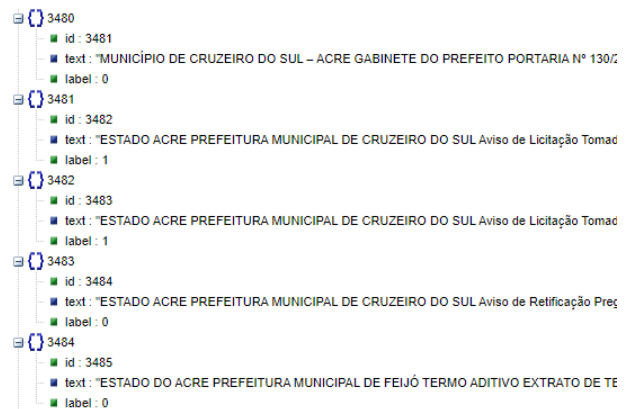 3480
id : 3481
text : "MUNICÍPIO DE CRUZEIRO DO SUL – ACRE GABINETE DO PREFEITO PORTARIA Nº 130/2
label : 0
3481
id : 3482
text : "ESTADO ACRE PREFEITURA MUNICIPAL DE CRUZEIRO DO SUL Aviso de Licitação Tomad
label : 1
3482
id : 3483
text : "ESTADO ACRE PREFEITURA MUNICIPAL DE CRUZEIRO DO SUL Aviso de Licitação Tomad
label : 1
3483
id : 3484
text : "ESTADO ACRE PREFEITURA MUNICIPAL DE CRUZEIRO DO SUL Aviso de Retificação Preg
label : 0
3484
id : 3485
text : "ESTADO DO ACRE PREFEITURA MUNICIPAL DE FEIJÓ TERMO ADITIVO EXTRATO DE TE
label : 0